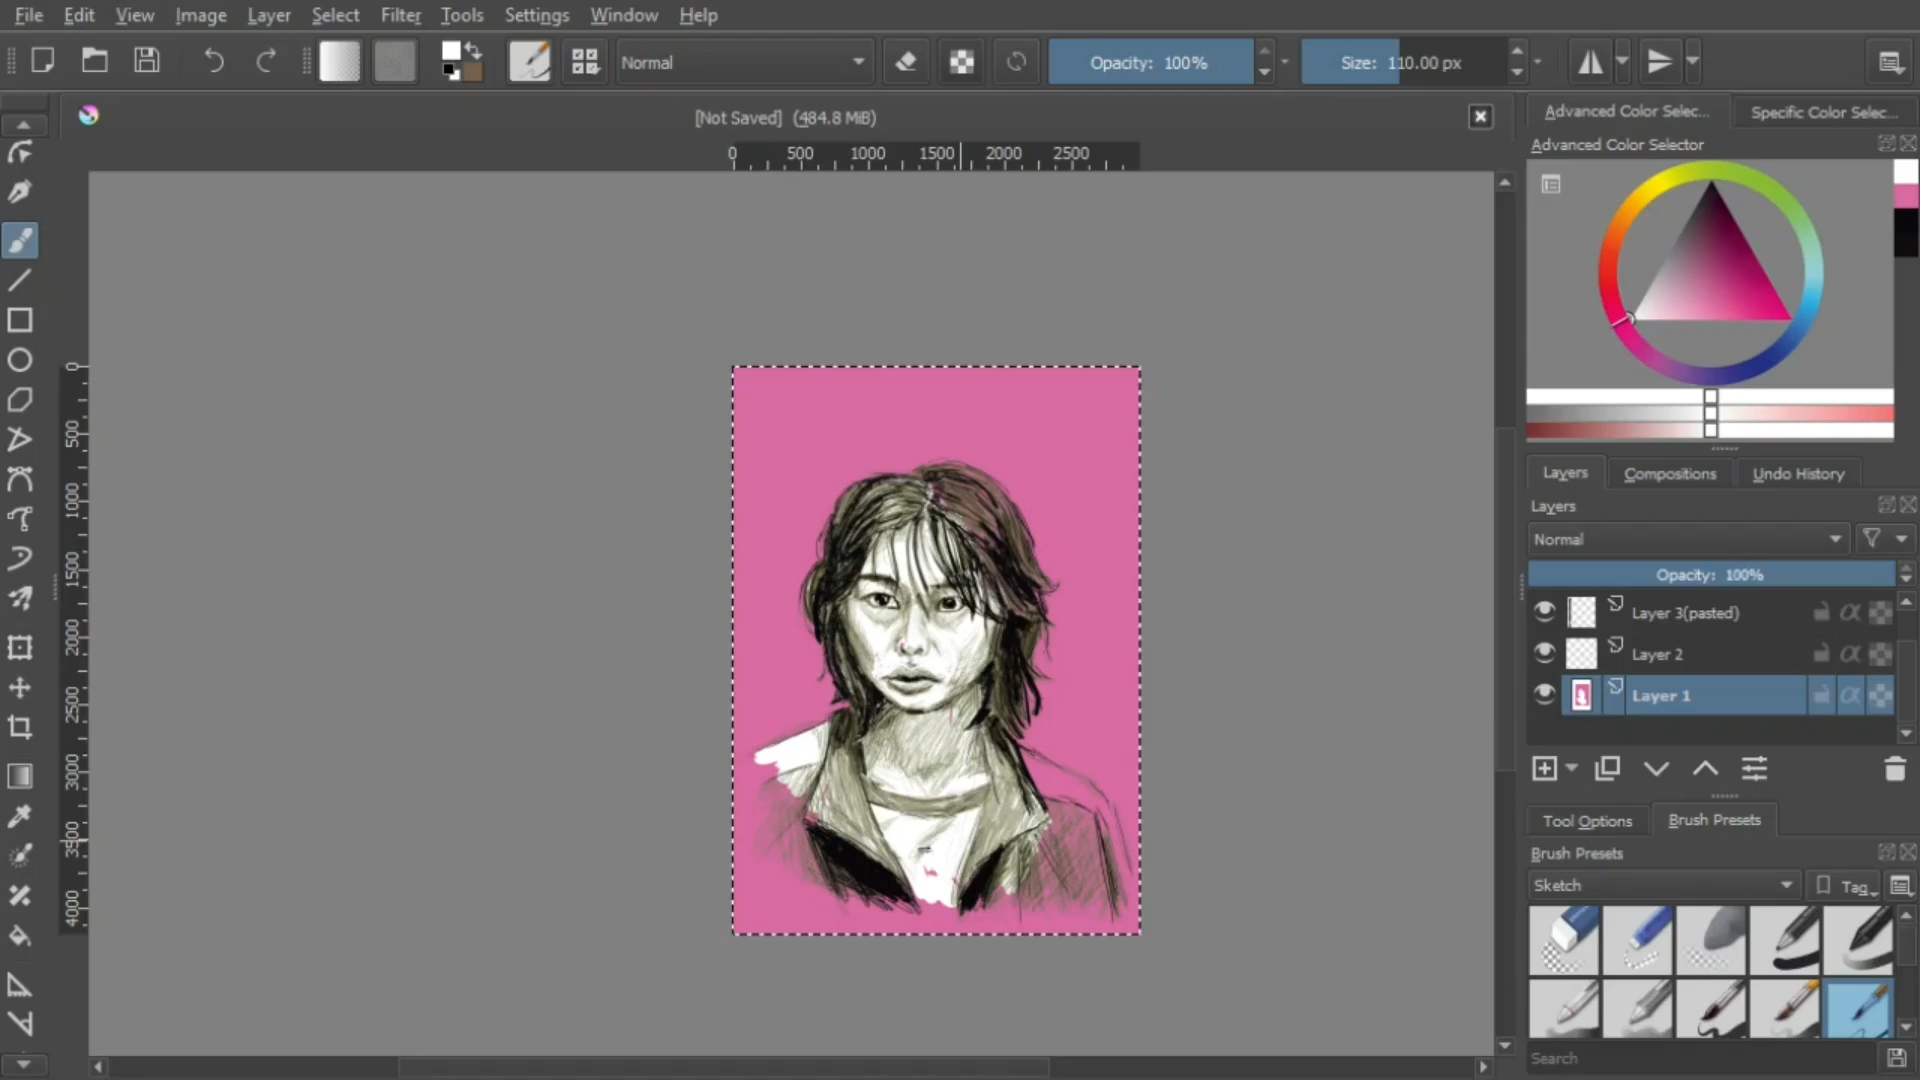 File Edit View Image Layer Select Filter Tools Settings Window Help
Normal Opacity: 100% Size: 110.00 px
[Not Saved] (484.8 MiB)
Advanced Color Selec... Specific Color Selec...
Advanced Color Selector
0 500 1000 1500 2000 2500
0
500
1000
1500
2000
2500
3000
3500
4000
Layers Compositions Undo History
Layers
Normal
Opacity: 100%
Layer 3(pasted)
Layer 2
Layer 1
Tool Options Brush Presets
Brush Presets
Sketch Tag
Search